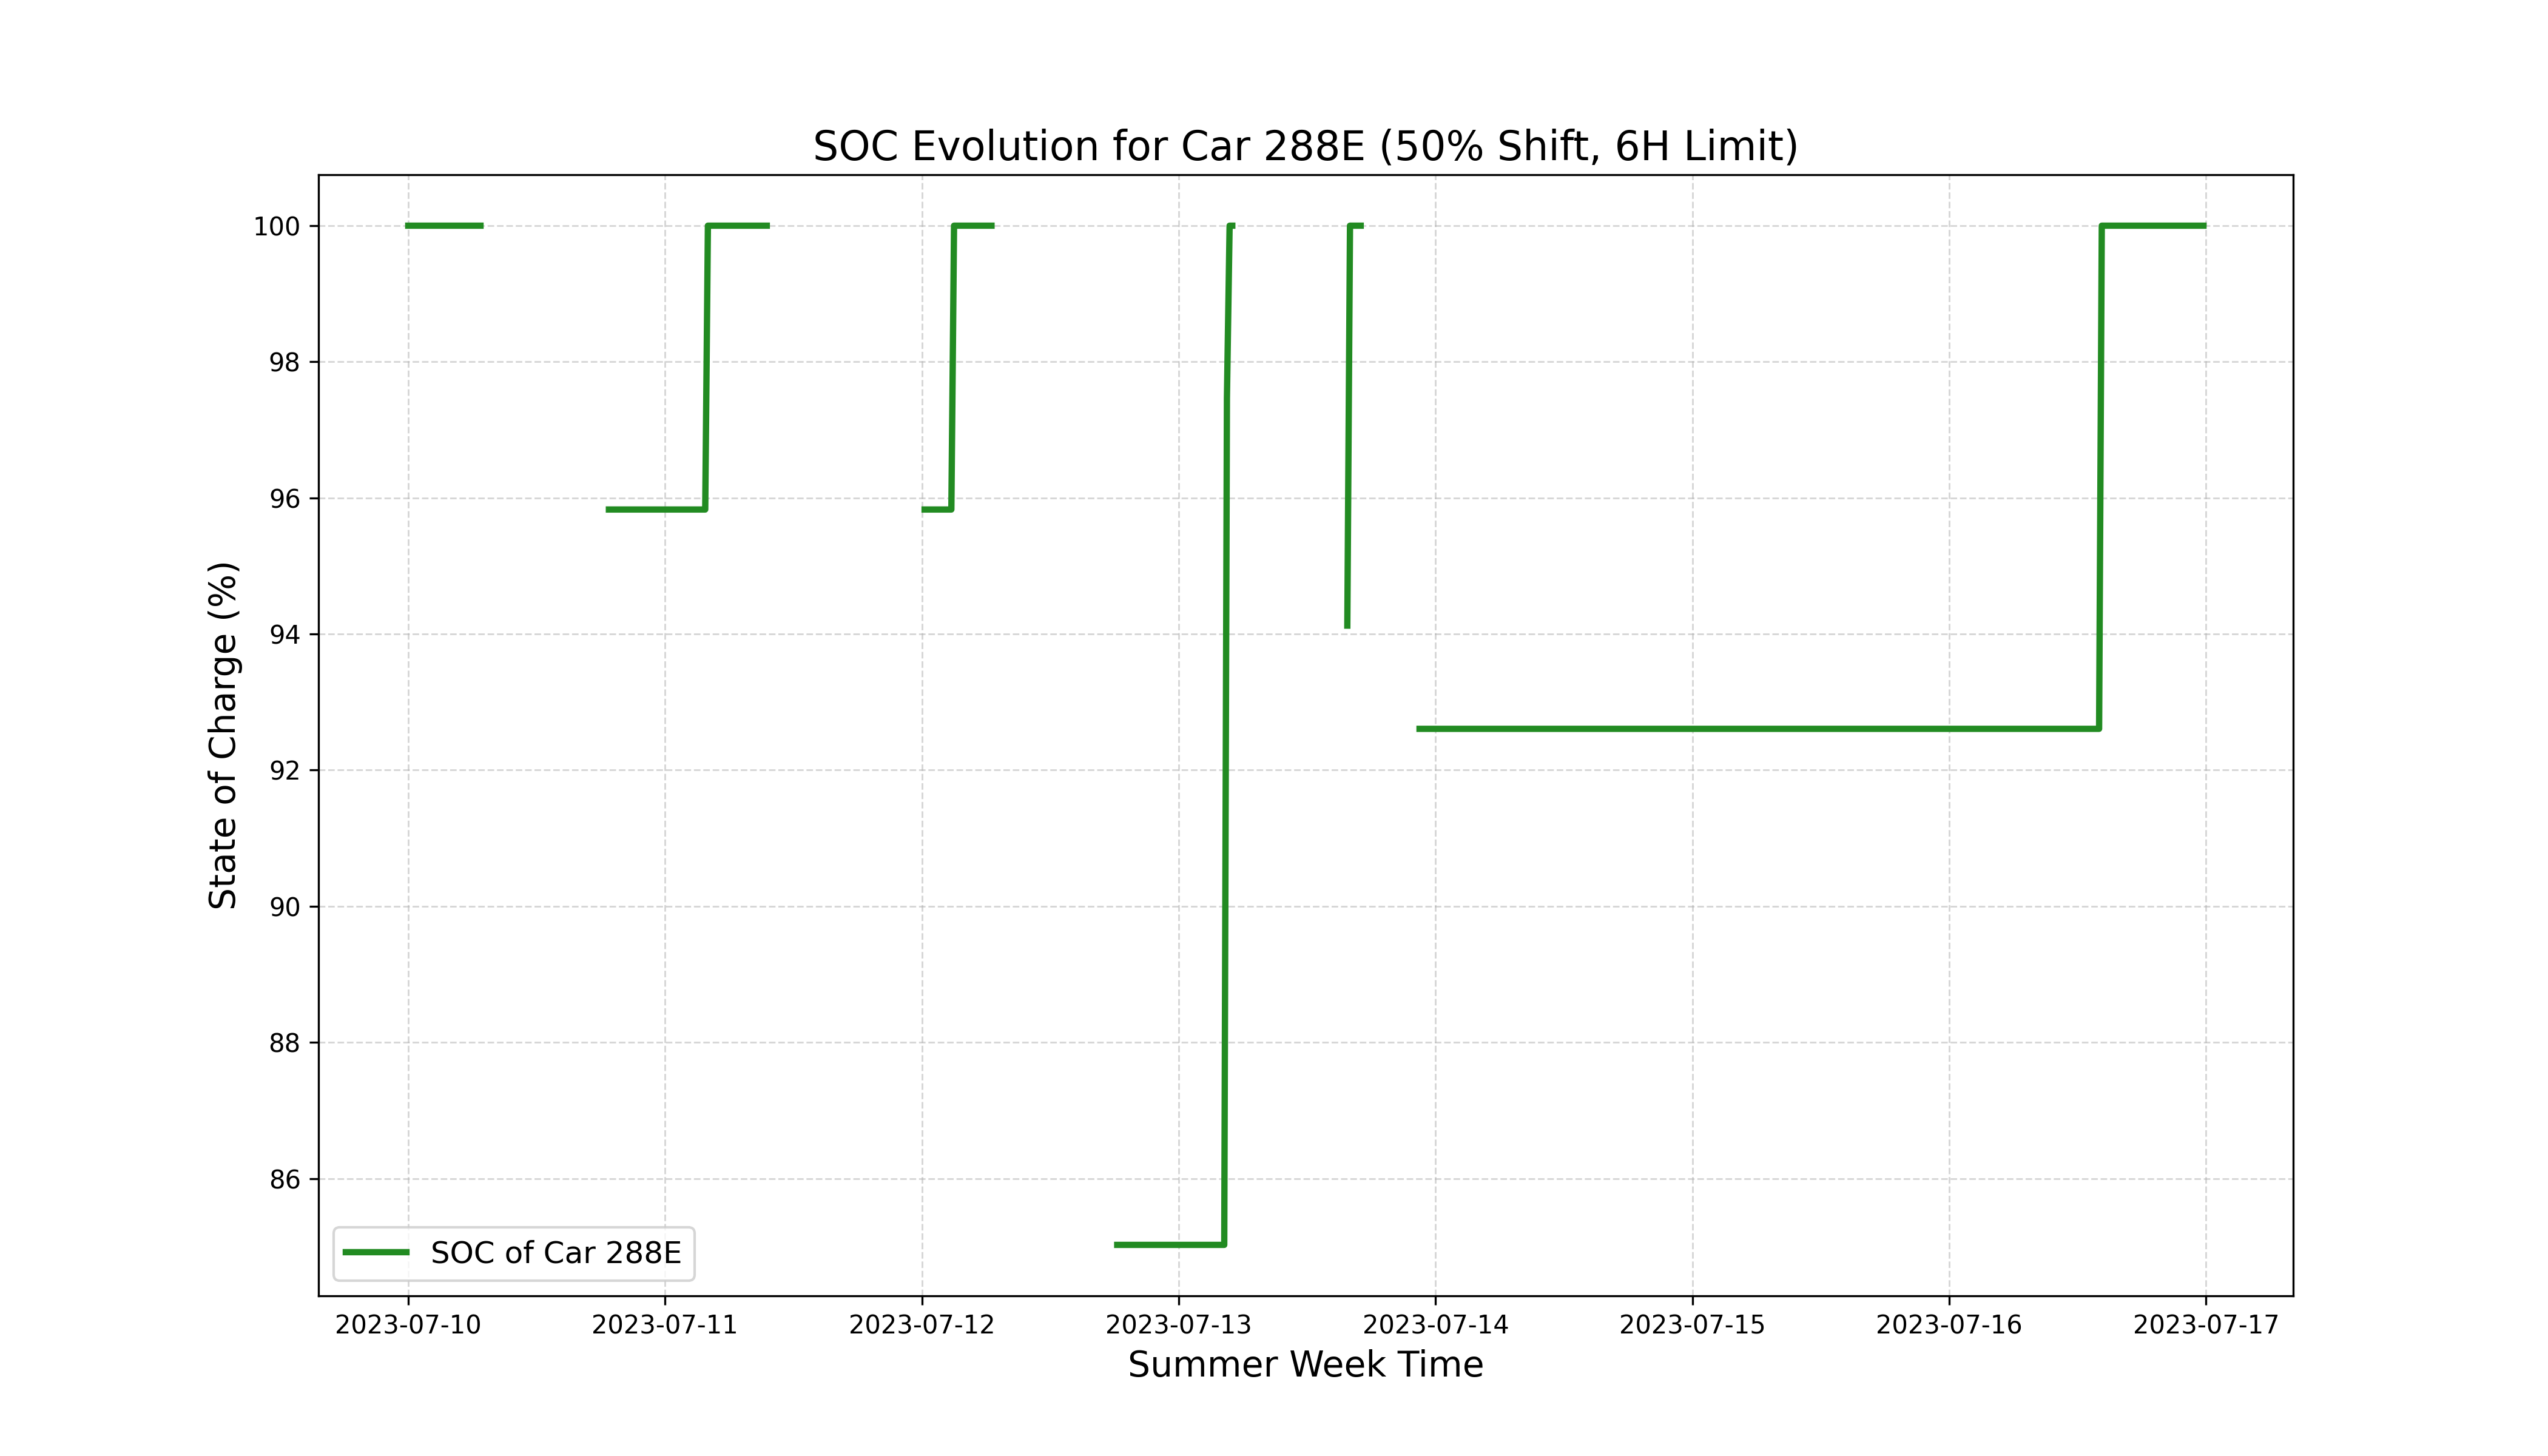 SOC Evolution for Car 288E (50% Shift, 6H Limit)
State of Charge (%)
100
98
96
94
92
90
88
86
SOC of Car 288E
2023-07-10 2023-07-11 2023-07-12 2023-07-13 2023-07-14 2023-07-15 2023-07-16 2023-07-17
Summer Week Time